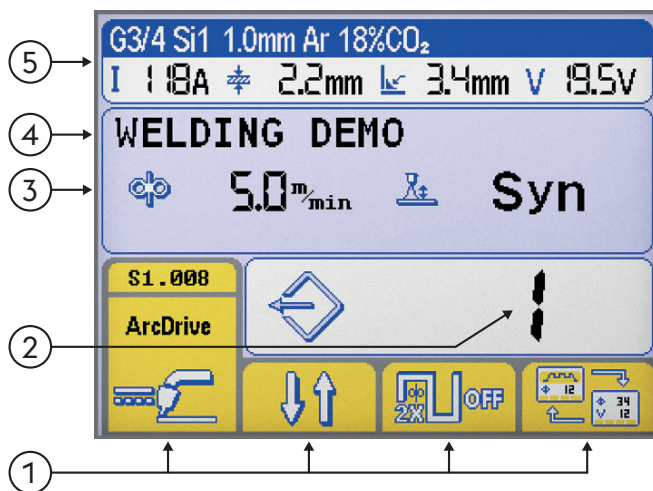 G3/4 Si1 1.0mm Ar 18%CO₂
I 118A 2.2mm 3.4mm V 19.5V
WELDING DEMO
5.0 m/min Syn
S1.008
ArcDrive
1
2X OFF
Φ 12
Φ 34
V 12
5
4
3
2
1